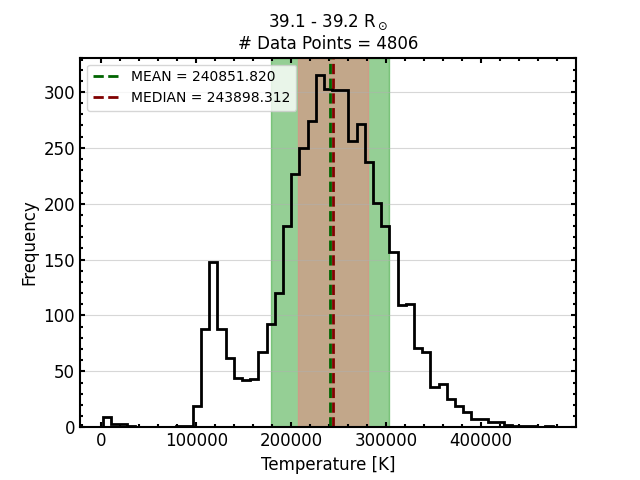 39.1 - 39.2 R☉
# Data Points = 4806
MEAN = 240851.820
MEDIAN = 243898.312
Frequency
300
250
200
150
100
50
0
0 100000 200000 300000 400000
Temperature [K]